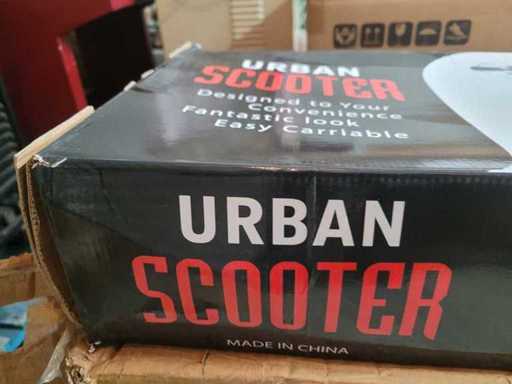 URBAN
SCOOTER
Designed to Your
Convenience
Fantastic look
Easy Carriable
URBAN
SCOOTER
MADE IN CHINA